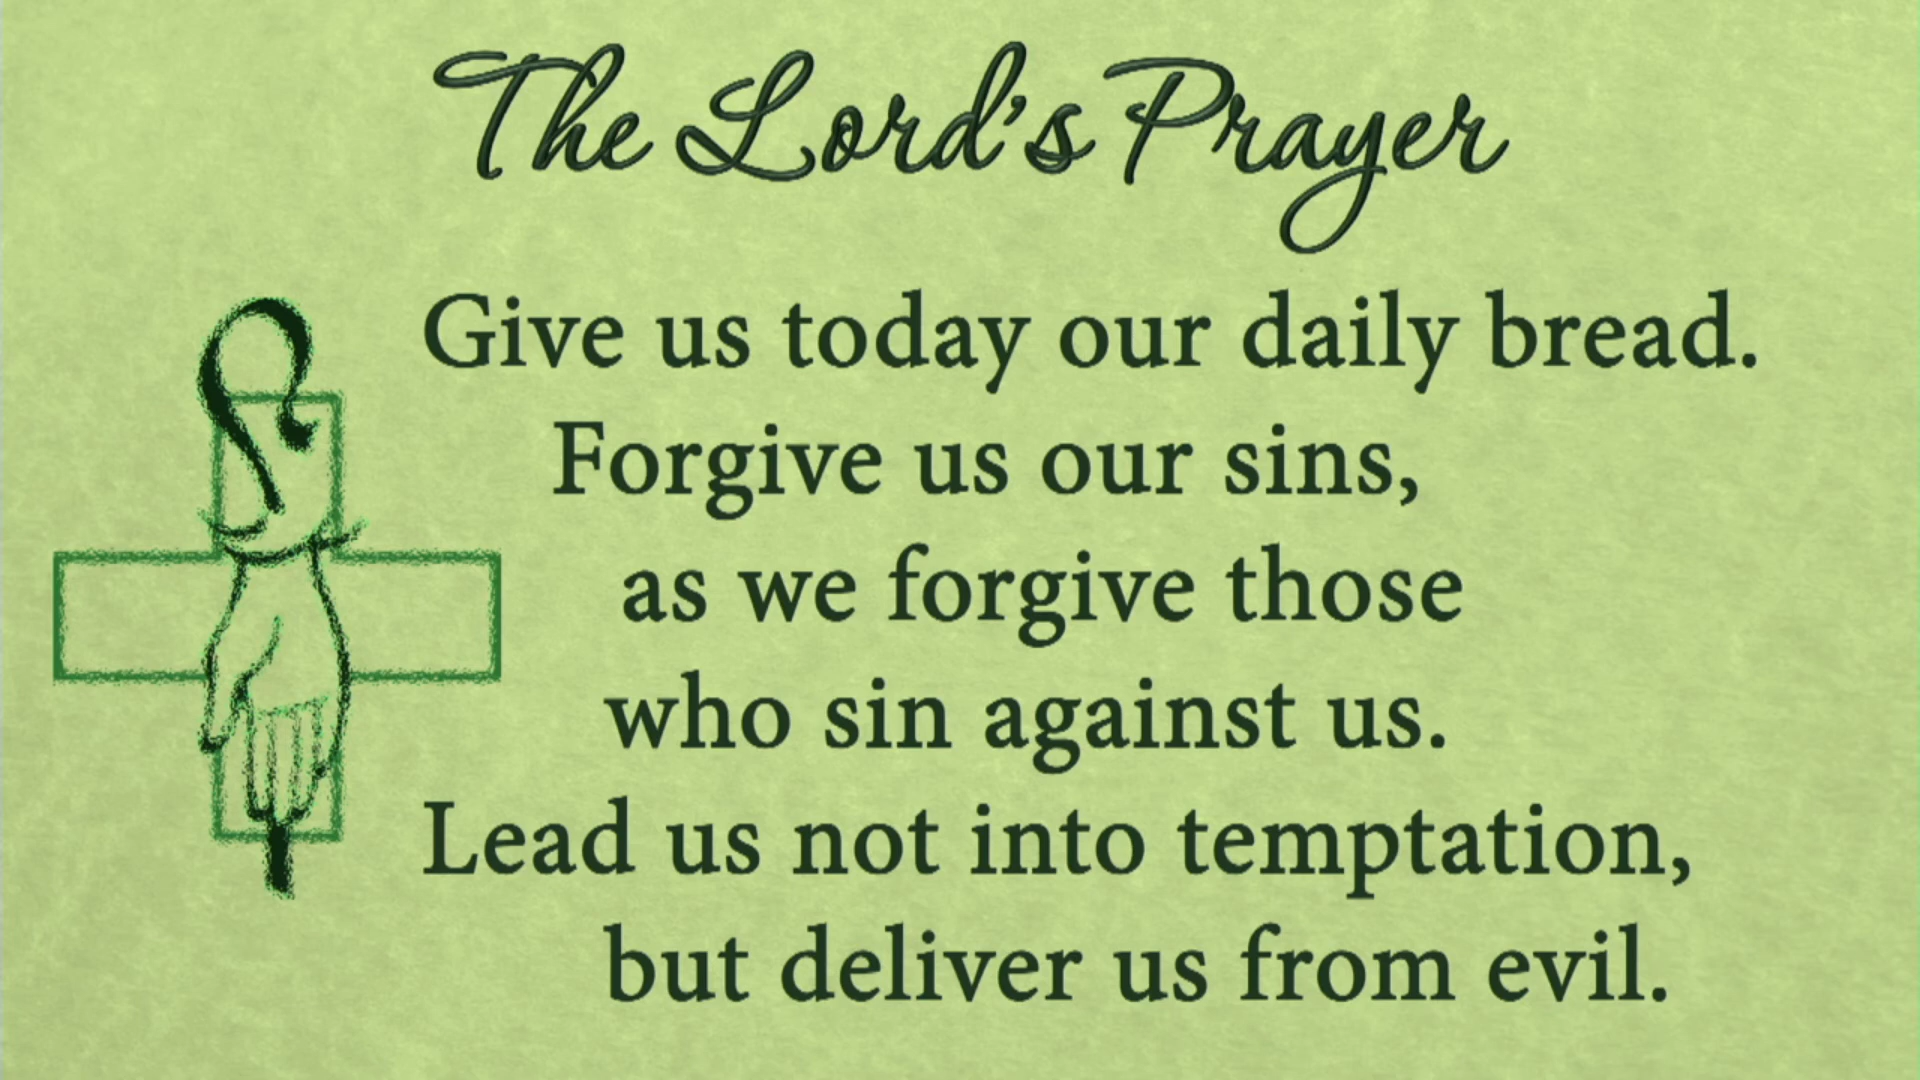 The Lord's Prayer
Give us today our daily bread.
Forgive us our sins,
as we forgive those
who sin against us.
Lead us not into temptation,
but deliver us from evil.